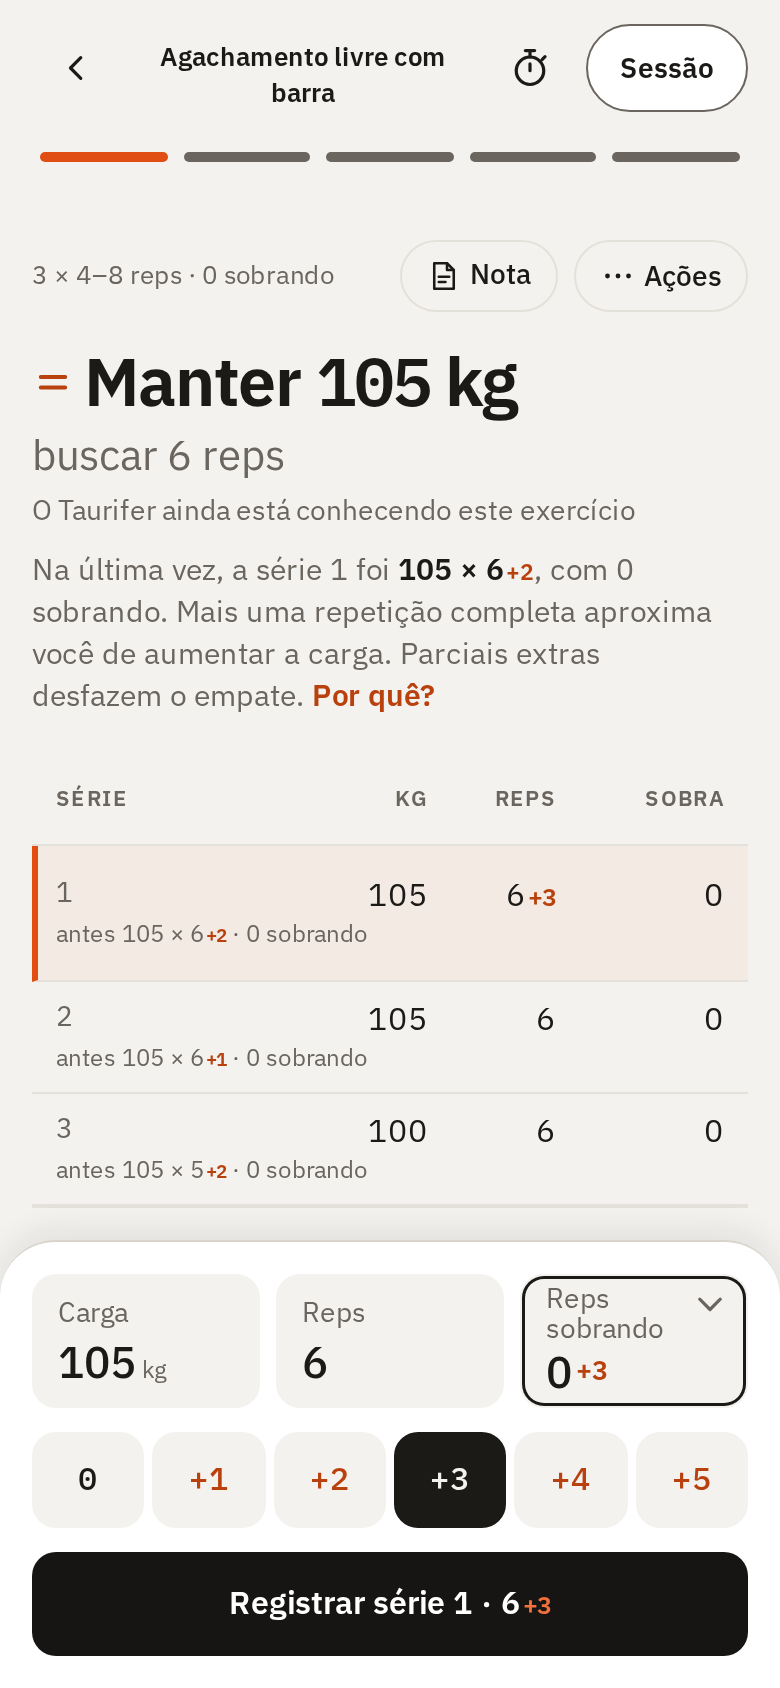 Agachamento livre com
barra
Sessão
3 × 4–8 reps · 0 sobrando
Nota
Ações
= Manter 105 kg
buscar 6 reps
O Taurifer ainda está conhecendo este exercício
Na última vez, a série 1 foi 105 × 6+2, com 0
sobrando. Mais uma repetição completa aproxima
você de aumentar a carga. Parciais extras
desfazem o empate. Por quê?
SÉRIE KG REPS SOBRA
1 105 6+3 0
antes 105 × 6+2 · 0 sobrando
2 105 6 0
antes 105 × 6+1 · 0 sobrando
3 100 6 0
antes 105 × 5+2 · 0 sobrando
Carga
105 kg
Reps
6
Reps
sobrando
0+3
0 +1 +2 +3 +4 +5
Registrar série 1 · 6+3